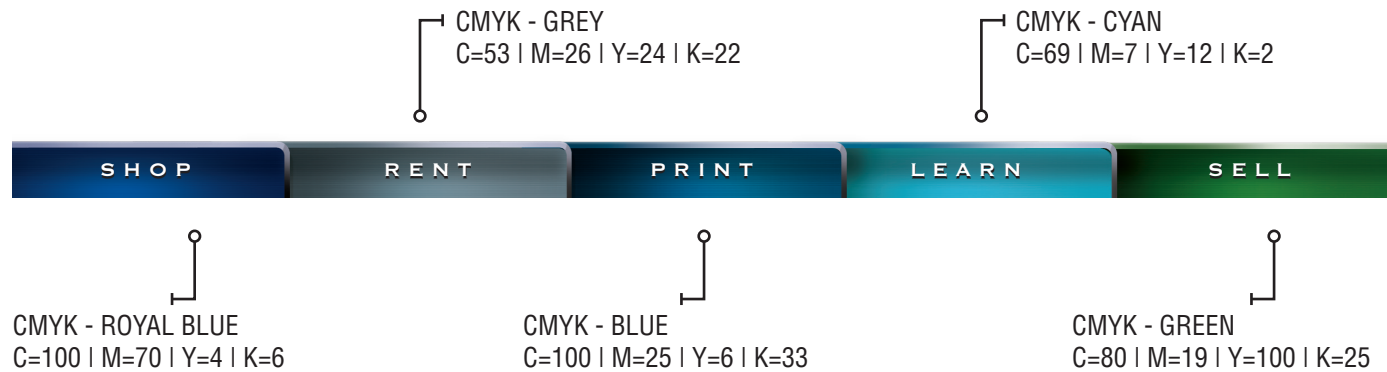 CMYK - GREY
C=53 | M=26 | Y=24 | K=22
CMYK - CYAN
C=69 | M=7 | Y=12 | K=2
SHOP
RENT
PRINT
LEARN
SELL
CMYK - ROYAL BLUE
C=100 | M=70 | Y=4 | K=6
CMYK - BLUE
C=100 | M=25 | Y=6 | K=33
CMYK - GREEN
C=80 | M=19 | Y=100 | K=25